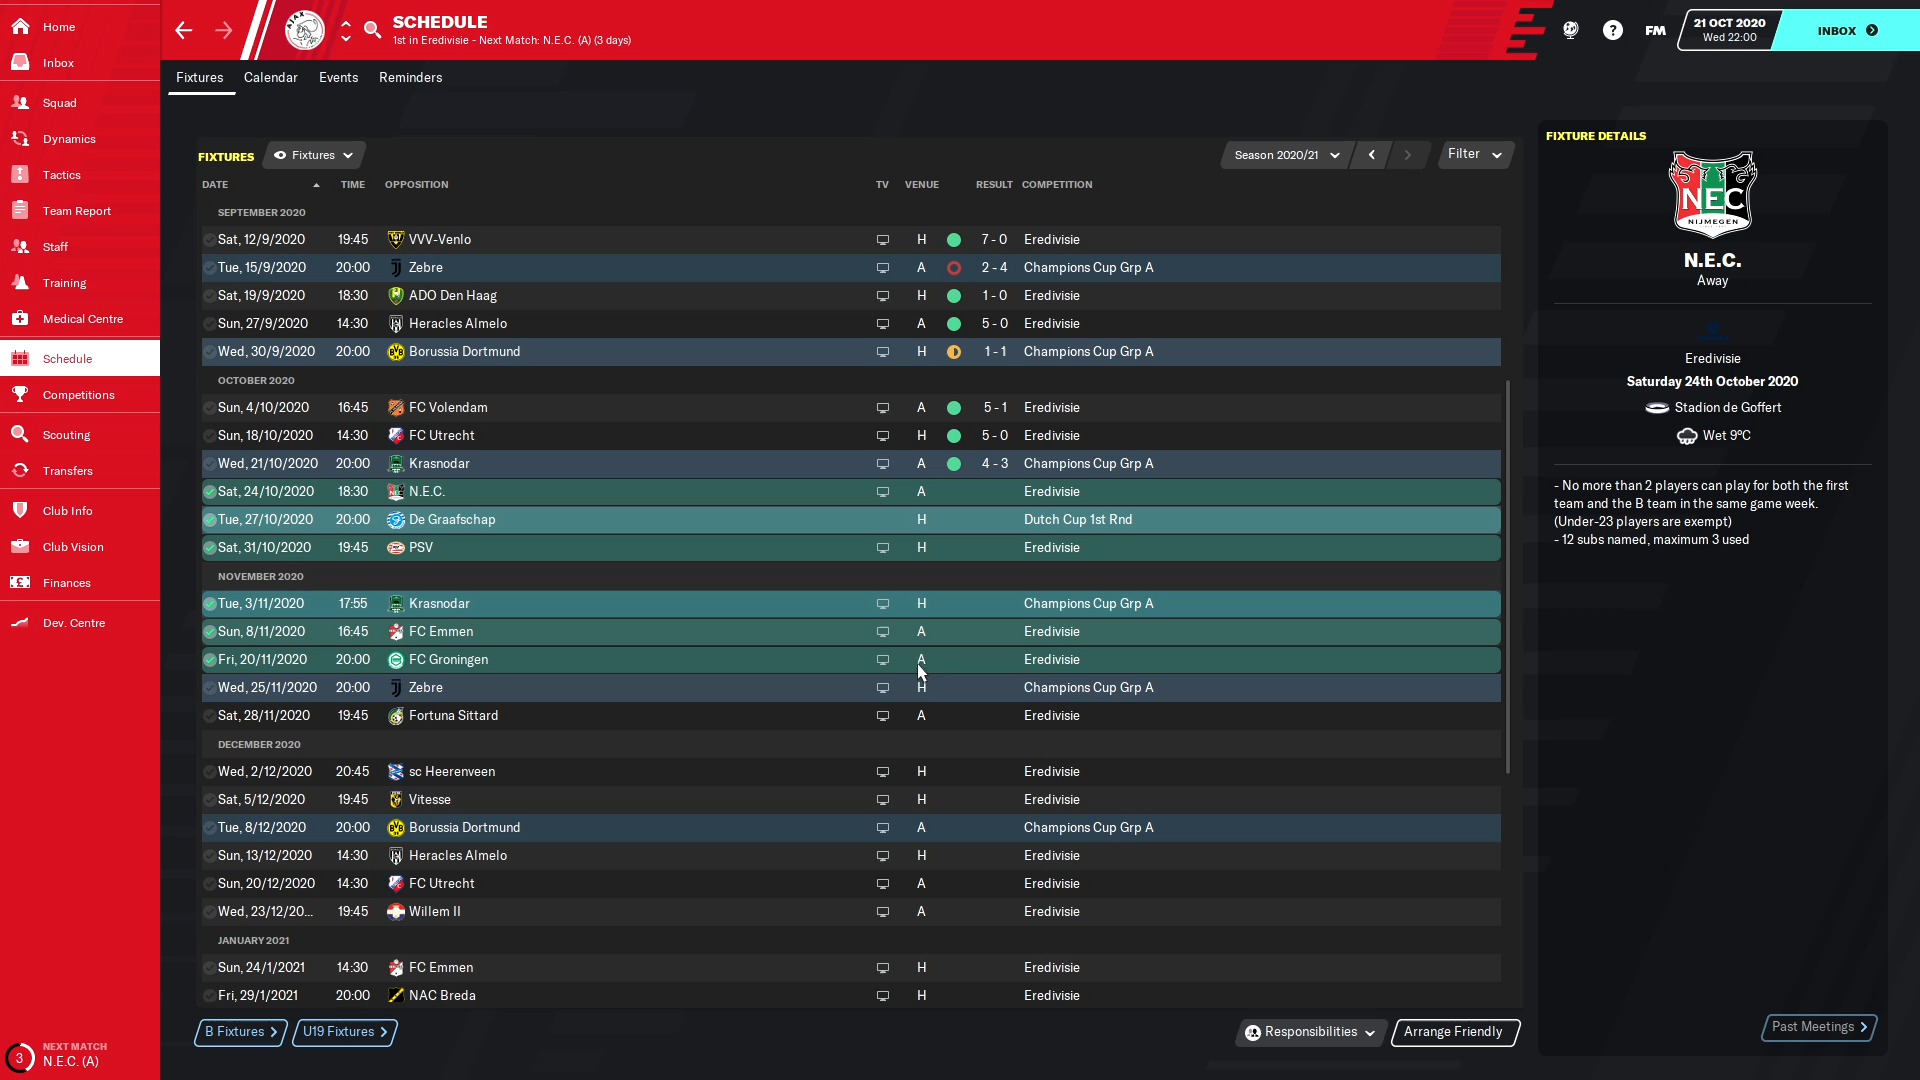 Home
Inbox
Squad
Dynamics
Tactics
Team Report
Staff
Training
Medical Centre
Schedule
Competitions
Scouting
Transfers
Club Info
Club Vision
Finances
Dev. Centre
3
NEXT MATCH
N.E.C. (A)
AJAX
SCHEDULE
1st in Eredivisie - Next Match: N.E.C. (A) (3 days)
?
FM
21 OCT 2020
Wed 22:00
INBOX
Fixtures Calendar Events Reminders
FIXTURES Fixtures Season 2020/21 Filter
DATE TIME OPPOSITION TV VENUE RESULT COMPETITION
SEPTEMBER 2020
Sat, 12/9/2020 19:45 VVV-Venlo H 7 - 0 Eredivisie
Tue, 15/9/2020 20:00 Zebre A 2 - 4 Champions Cup Grp A
Sat, 19/9/2020 18:30 ADO Den Haag H 1 - 0 Eredivisie
Sun, 27/9/2020 14:30 Heracles Almelo A 5 - 0 Eredivisie
Wed, 30/9/2020 20:00 Borussia Dortmund H 1 - 1 Champions Cup Grp A
OCTOBER 2020
Sun, 4/10/2020 16:45 FC Volendam A 5 - 1 Eredivisie
Sun, 18/10/2020 14:30 FC Utrecht H 5 - 0 Eredivisie
Wed, 21/10/2020 20:00 Krasnodar A 4 - 3 Champions Cup Grp A
Sat, 24/10/2020 18:30 N.E.C. A Eredivisie
Tue, 27/10/2020 20:00 De Graafschap H Dutch Cup 1st Rnd
Sat, 31/10/2020 19:45 PSV H Eredivisie
NOVEMBER 2020
Tue, 3/11/2020 17:55 Krasnodar H Champions Cup Grp A
Sun, 8/11/2020 16:45 FC Emmen A Eredivisie
Fri, 20/11/2020 20:00 FC Groningen A Eredivisie
Wed, 25/11/2020 20:00 Zebre H Champions Cup Grp A
Sat, 28/11/2020 19:45 Fortuna Sittard A Eredivisie
DECEMBER 2020
Wed, 2/12/2020 20:45 sc Heerenveen H Eredivisie
Sat, 5/12/2020 19:45 Vitesse H Eredivisie
Tue, 8/12/2020 20:00 Borussia Dortmund A Champions Cup Grp A
Sun, 13/12/2020 14:30 Heracles Almelo H Eredivisie
Sun, 20/12/2020 14:30 FC Utrecht A Eredivisie
Wed, 23/12/20... 19:45 Willem II A Eredivisie
JANUARY 2021
Sun, 24/1/2021 14:30 FC Emmen H Eredivisie
Fri, 29/1/2021 20:00 NAC Breda H Eredivisie
B Fixtures U19 Fixtures Responsibilities Arrange Friendly
FIXTURE DETAILS
NEC
NIJMEGEN
N.E.C.
Away
Eredivisie
Saturday 24th October 2020
Stadion de Goffert
Wet 9ºC
- No more than 2 players can play for both the first
team and the B team in the same game week.
(Under-23 players are exempt)
- 12 subs named, maximum 3 used
Past Meetings